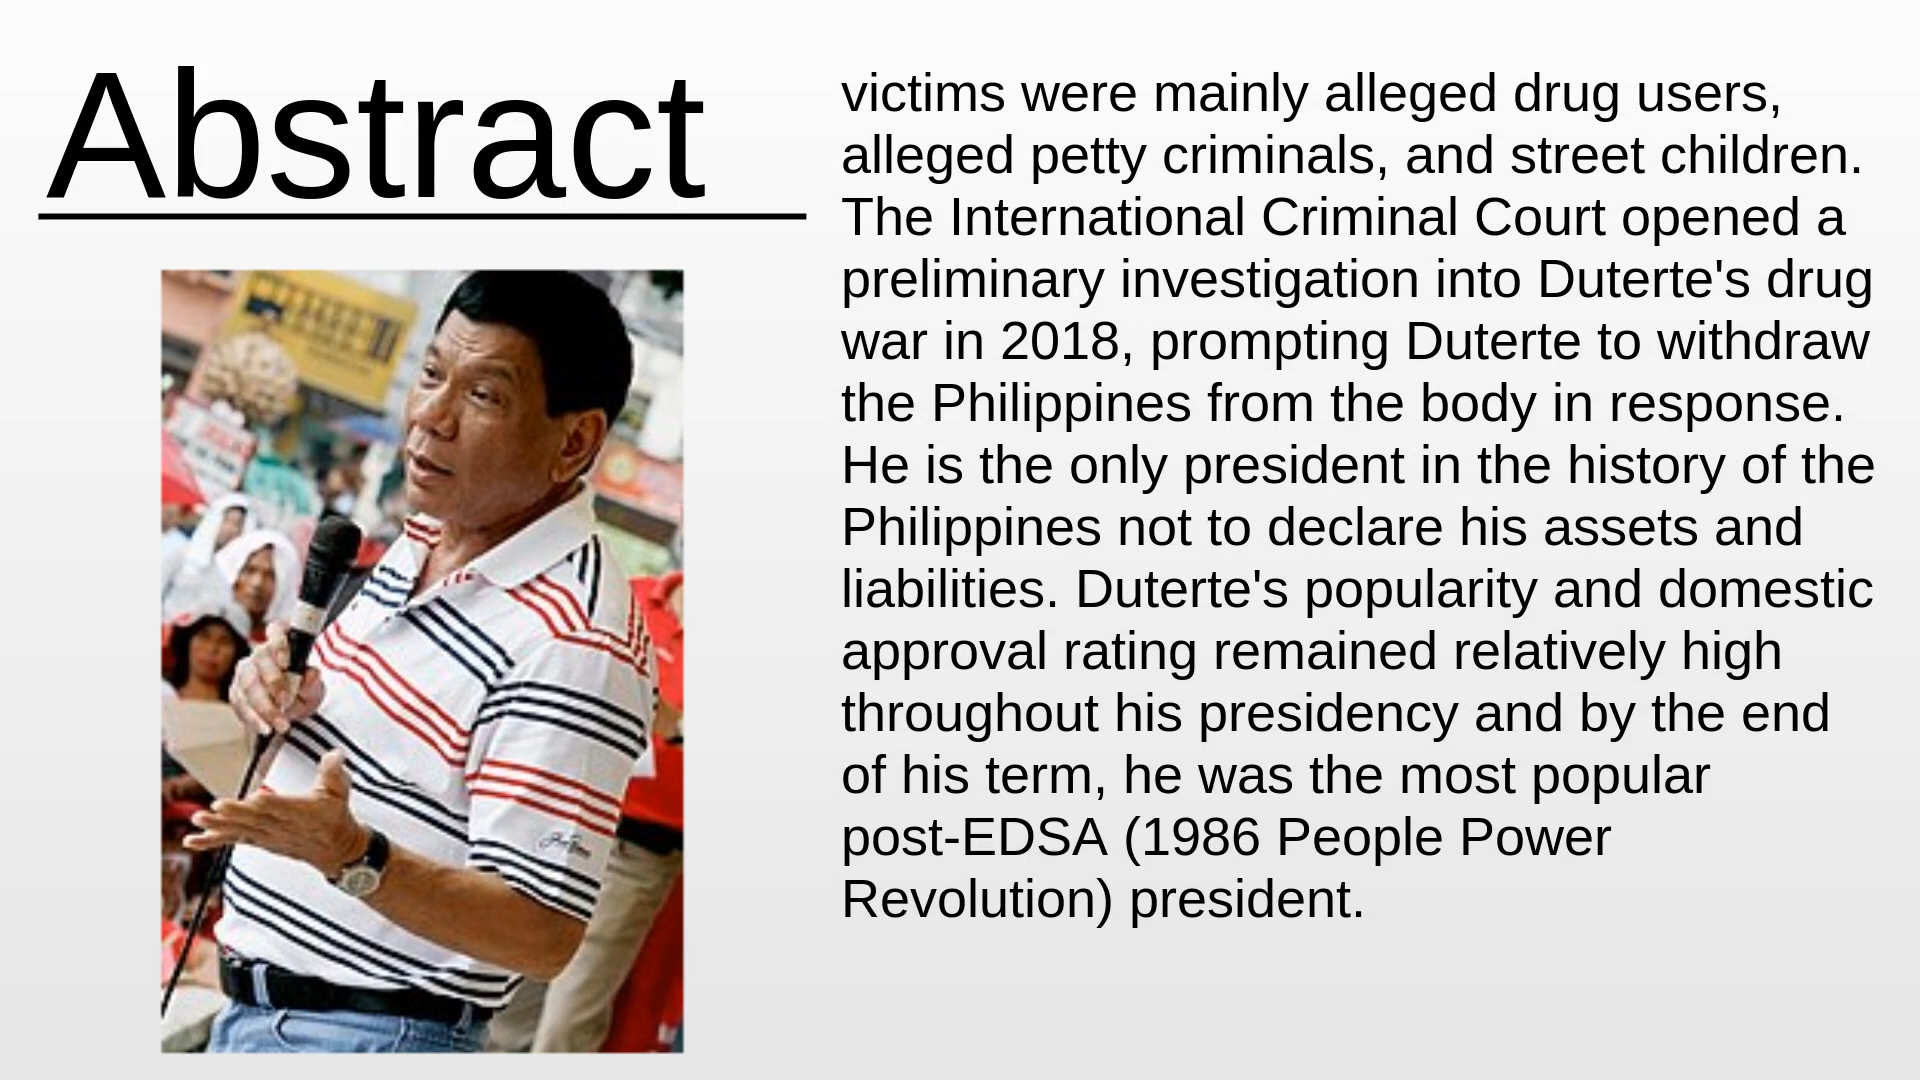 Abstract
victims were mainly alleged drug users,
alleged petty criminals, and street children.
The International Criminal Court opened a
preliminary investigation into Duterte's drug
war in 2018, prompting Duterte to withdraw
the Philippines from the body in response.
He is the only president in the history of the
Philippines not to declare his assets and
liabilities. Duterte's popularity and domestic
approval rating remained relatively high
throughout his presidency and by the end
of his term, he was the most popular
post-EDSA (1986 People Power
Revolution) president.